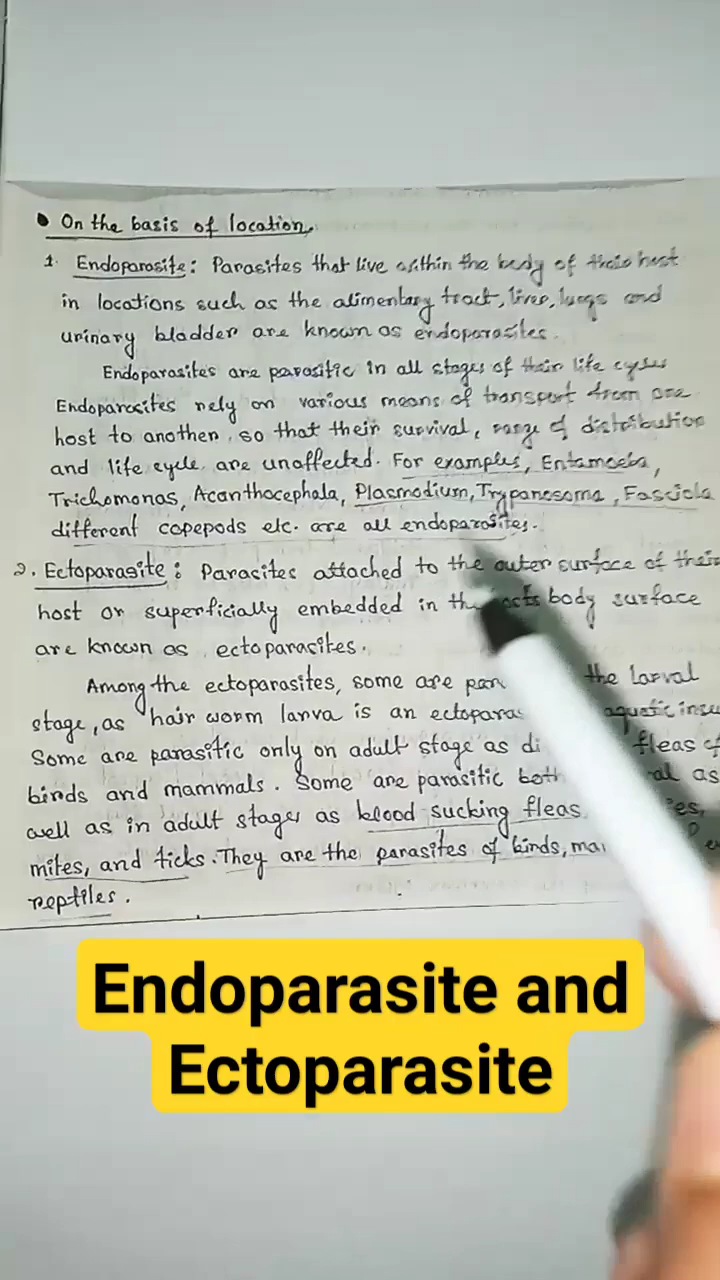 • On the basis of location,
1. Endoparasite: Parasites that live within the body of their host
in locations such as the alimentary tract, liver, lungs and
urinary bladder are known as endoparasites.
Endoparasites are parasitic in all stages of their life cycles
Endoparasites rely on various means of transport from one
host to another, so that their survival, range of distribution
and life cycle are unaffected. For examples, Entamoeba,
Trichomonas, Acanthocephala, Plasmodium, Trypanosoma, Fasciola
different copepods etc. are all endoparasites.
2. Ectoparasite: Parasites attached to the outer surface of their
host or superficially embedded in the body surface
are known as ectoparasites.
Among the ectoparasites, some are the larval
stage, as hair worm larva is an aquatic
Some are parasitic only on adult stage as fleas of
birds and mammals. Some are parasitic both as
well as in adult stages as blood sucking fleas,
mites, and ticks. They are the parasites of birds,
reptiles.
Endoparasite and
Ectoparasite